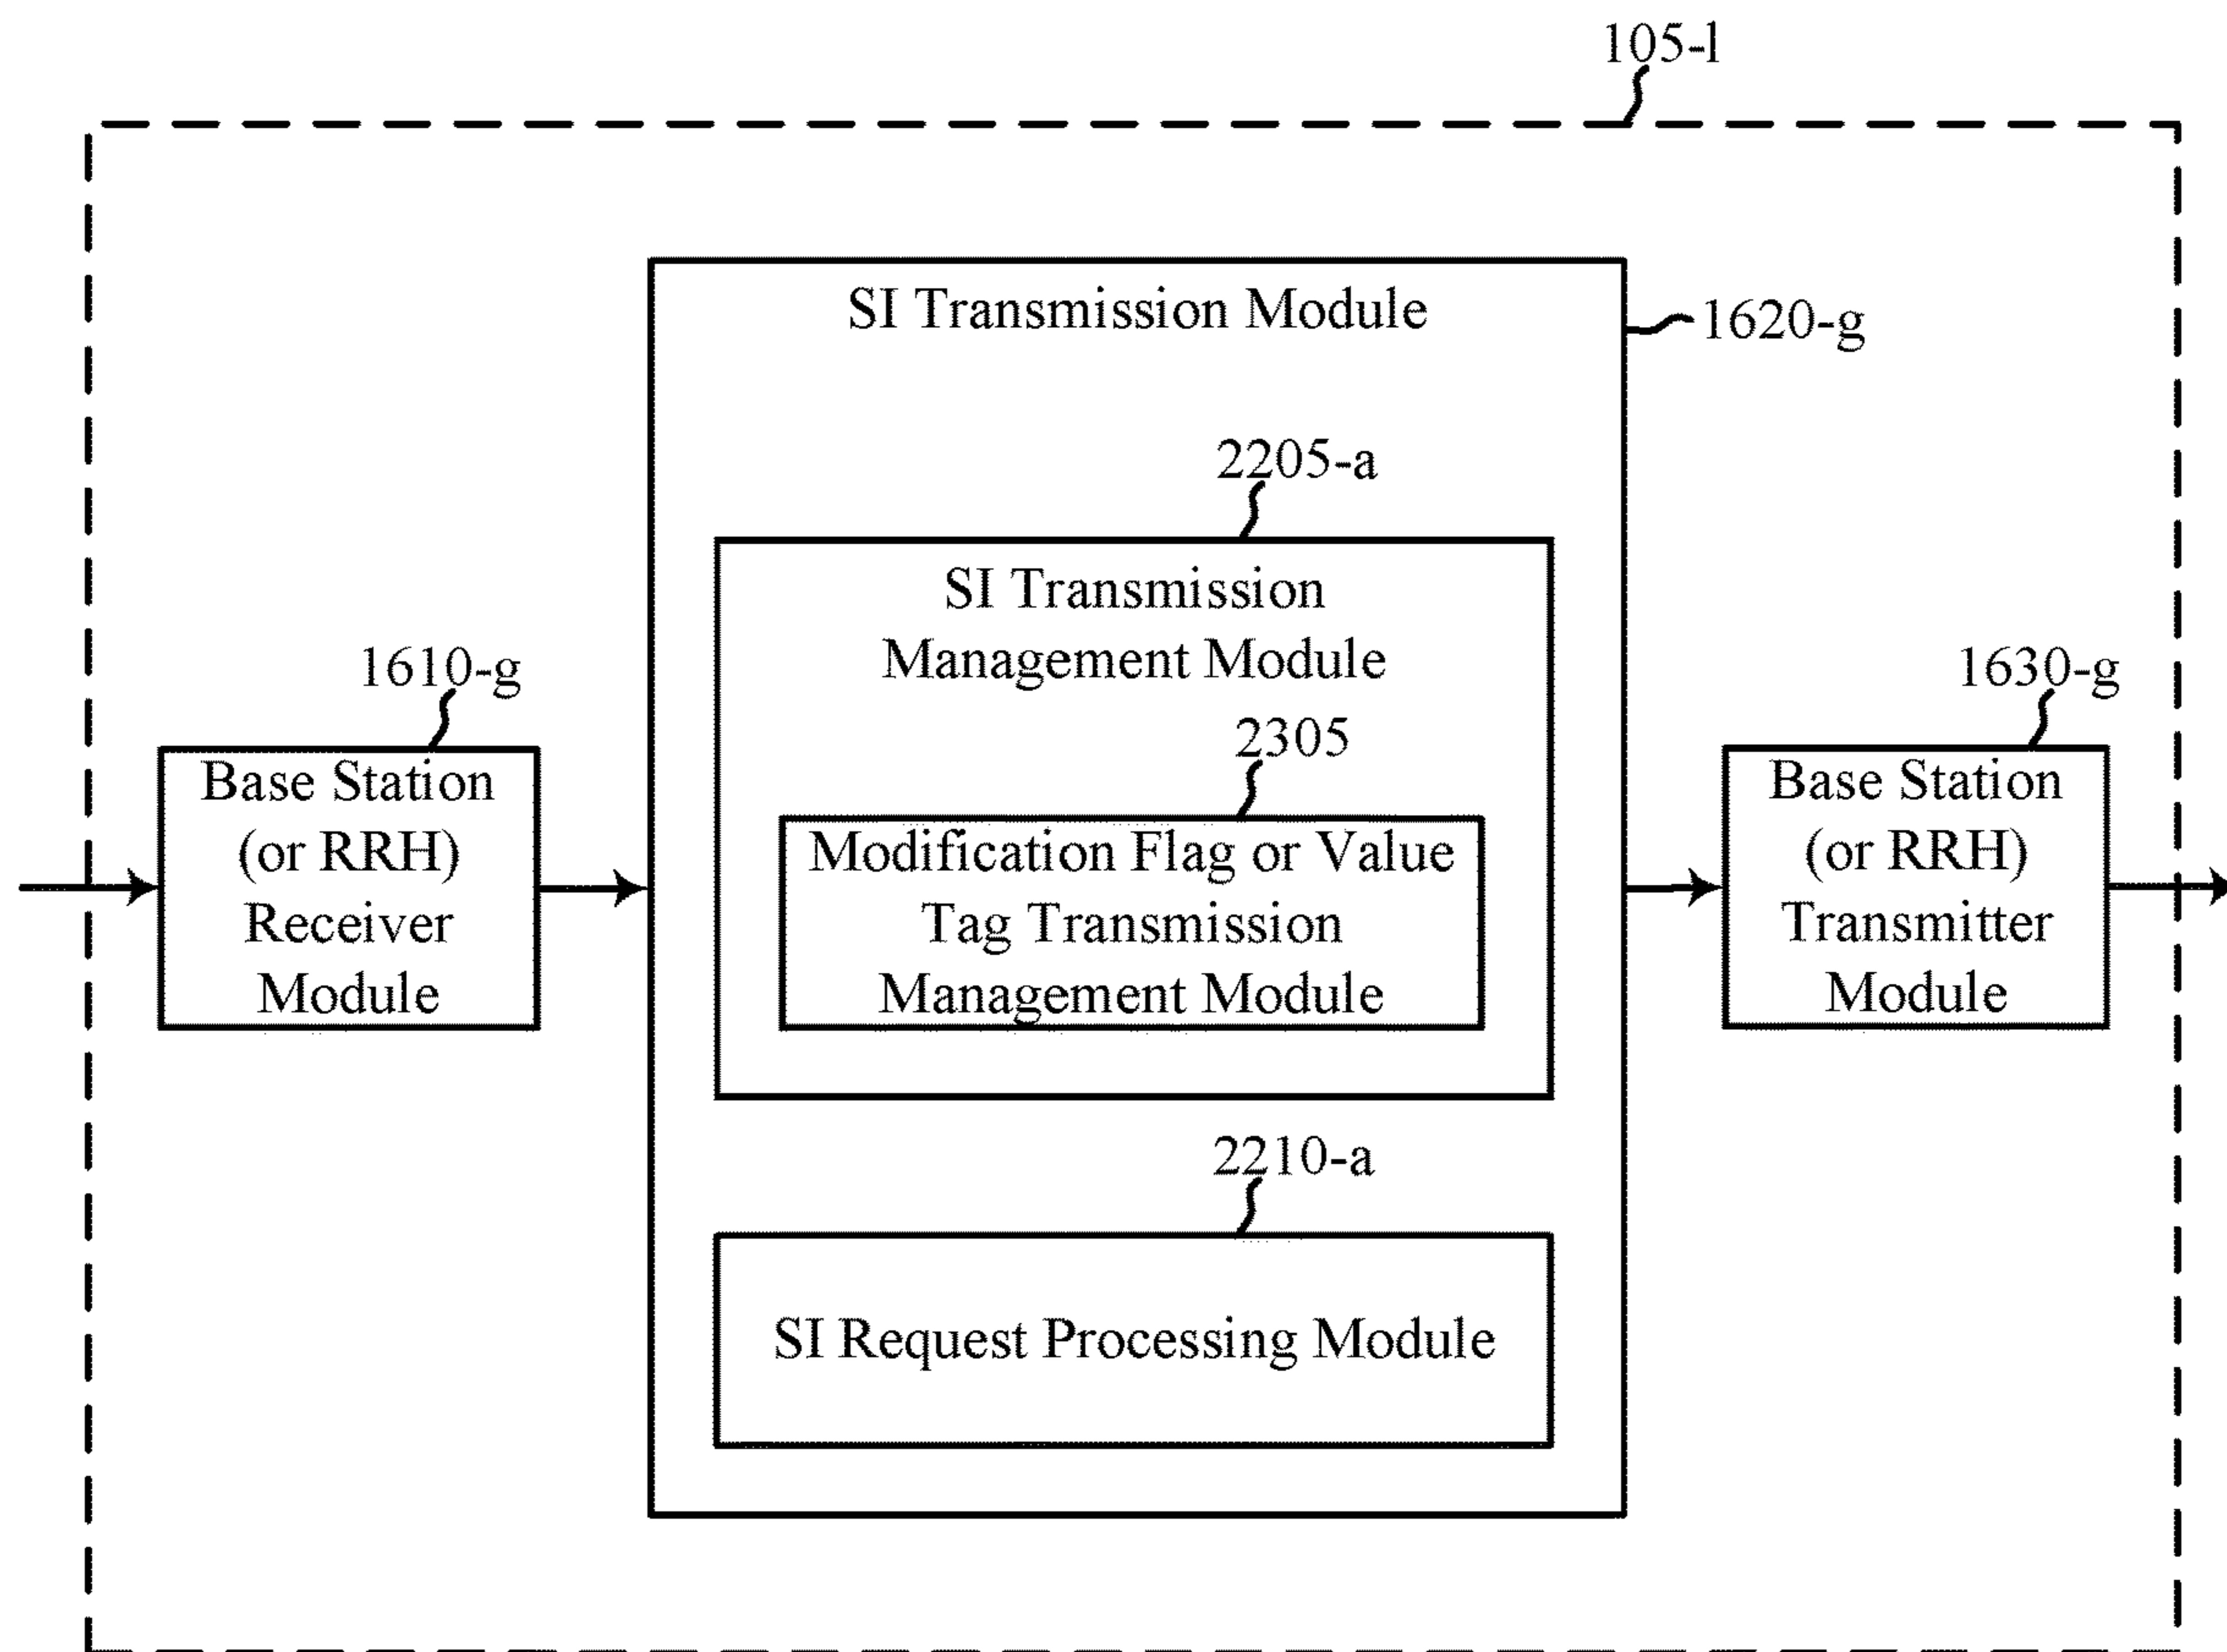 105-l
SI Transmission Module
1620-g
2205-a
SI Transmission
Management Module
1610-g
1630-g
2305
Base Station
(or RRH)
Receiver
Module
Modification Flag or Value
Tag Transmission
Management Module
Base Station
(or RRH)
Transmitter
Module
2210-a
SI Request Processing Module